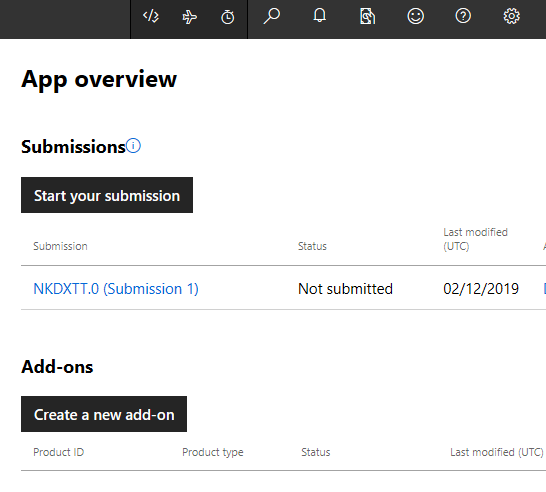 App overview
Submissions
Start your submission
Submission Status Last modified (UTC)
NKDXTT.0 (Submission 1) Not submitted 02/12/2019
Add-ons
Create a new add-on
Product ID Product type Status Last modified (UTC)